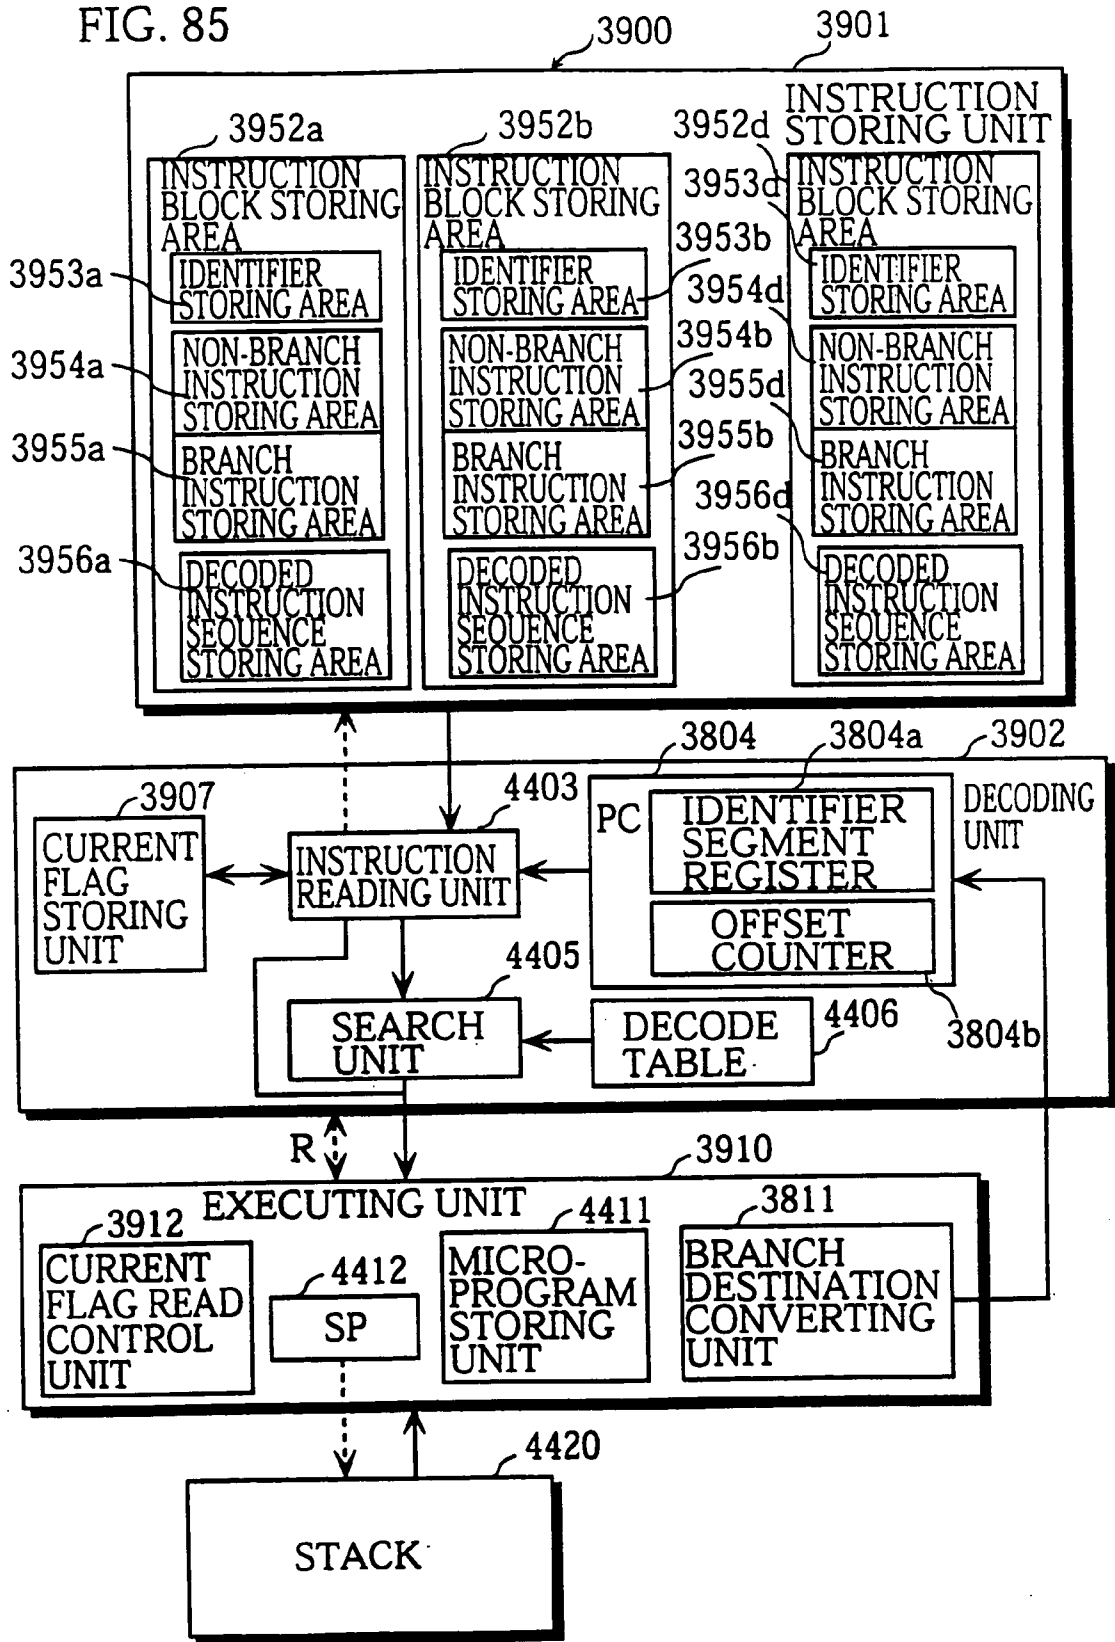 FIG. 85
3900
3901
INSTRUCTION
STORING UNIT
3952a
3952b
3952d
INSTRUCTION
BLOCK STORING
AREA
INSTRUCTION
BLOCK STORING
AREA
INSTRUCTION
BLOCK STORING
AREA
3953a
3953b
3953d
IDENTIFIER
STORING AREA
IDENTIFIER
STORING AREA
IDENTIFIER
STORING AREA
3954a
3954b
3954d
NON-BRANCH
INSTRUCTION
STORING AREA
NON-BRANCH
INSTRUCTION
STORING AREA
NON-BRANCH
INSTRUCTION
STORING AREA
3955a
3955b
3955d
BRANCH
INSTRUCTION
STORING AREA
BRANCH
INSTRUCTION
STORING AREA
BRANCH
INSTRUCTION
STORING AREA
3956a
3956b
3956d
DECODED
INSTRUCTION
SEQUENCE
STORING AREA
DECODED
INSTRUCTION
SEQUENCE
STORING AREA
DECODED
INSTRUCTION
SEQUENCE
STORING AREA
3804
3804a
3902
3907
4403
CURRENT
FLAG
STORING
UNIT
INSTRUCTION
READING UNIT
PC
IDENTIFIER
SEGMENT
REGISTER
DECODING
UNIT
OFFSET
COUNTER
4405
SEARCH
UNIT
DECODE
TABLE
4406
3804b
R
3910
EXECUTING UNIT
3912
4412
4411
3811
CURRENT
FLAG READ
CONTROL
UNIT
SP
MICRO-
PROGRAM
STORING
UNIT
BRANCH
DESTINATION
CONVERTING
UNIT
4420
STACK